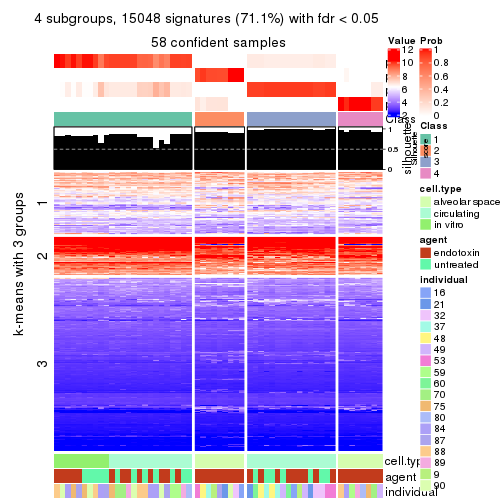 4 subgroups, 15048 signatures (71.1%) with fdr < 0.05
58 confident samples
k-means with 3 groups
1
2
3
Class
silhouette
1
0.5
0
cell.type
agent
individual
Value
12
10
8
6
4
2
Prob
1
0.8
0.6
0.4
0.2
0
Class
1
2
3
4
cell.type
alveolar space
circulating
in vitro
agent
endotoxin
untreated
individual
16
21
32
37
48
49
53
59
60
70
75
80
84
87
88
89
9
90